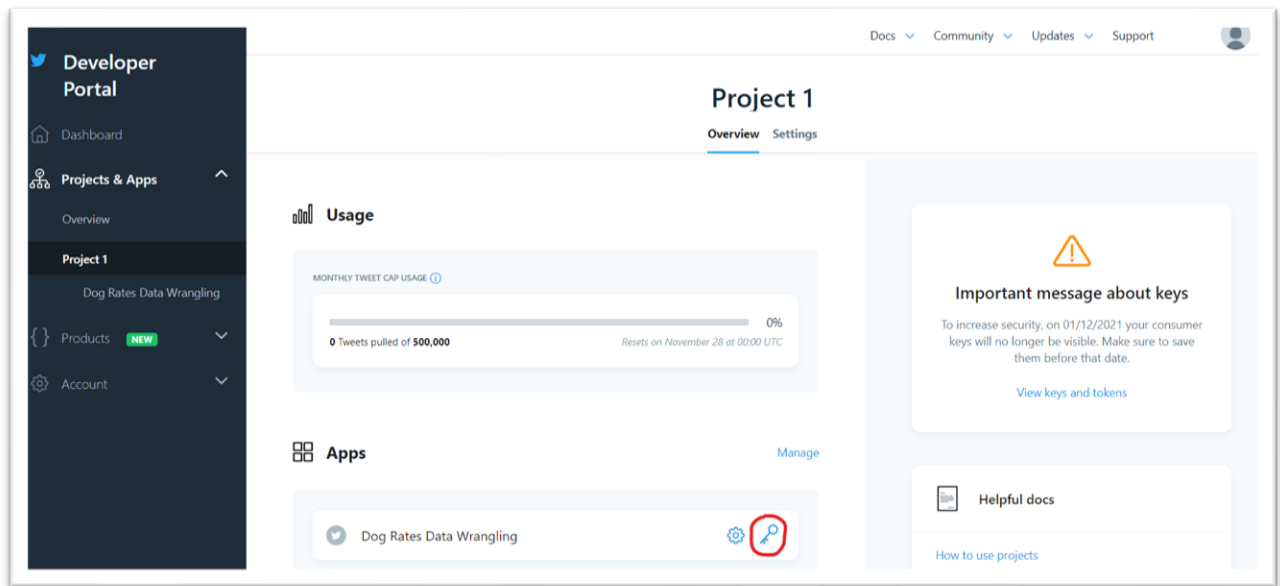 Developer
Portal
Dashboard
Projects & Apps
Overview
Project 1
Dog Rates Data Wrangling
{ } Products NEW
Account
Docs Community Updates Support
Project 1
Overview Settings
Usage
MONTHLY TWEET CAP USAGE
0%
0 Tweets pulled of 500,000 Resets on November 28 at 00:00 UTC
Apps Manage
Dog Rates Data Wrangling
Important message about keys
To increase security, on 01/12/2021 your consumer
keys will no longer be visible. Make sure to save
them before that date.
View keys and tokens
Helpful docs
How to use projects